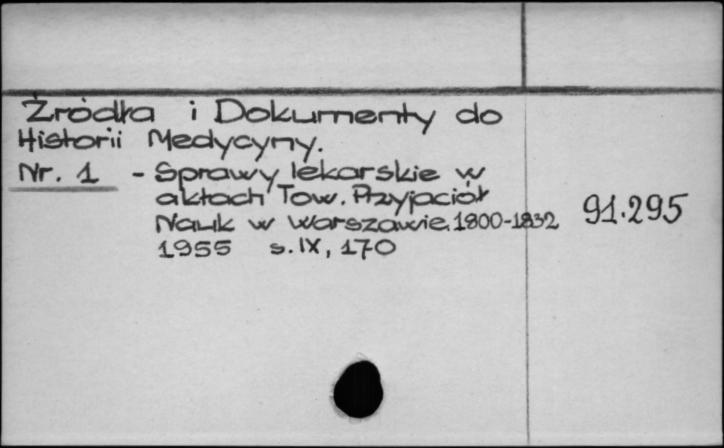 Żródła i Dokumenty do
Historii Medycyny.
Nr. 1 - Sprawy lekarskie w
aktach Tow. Przyjaciół
Nauk w Warszawie. 1800-1832
91.295
1955 s. IX, 170